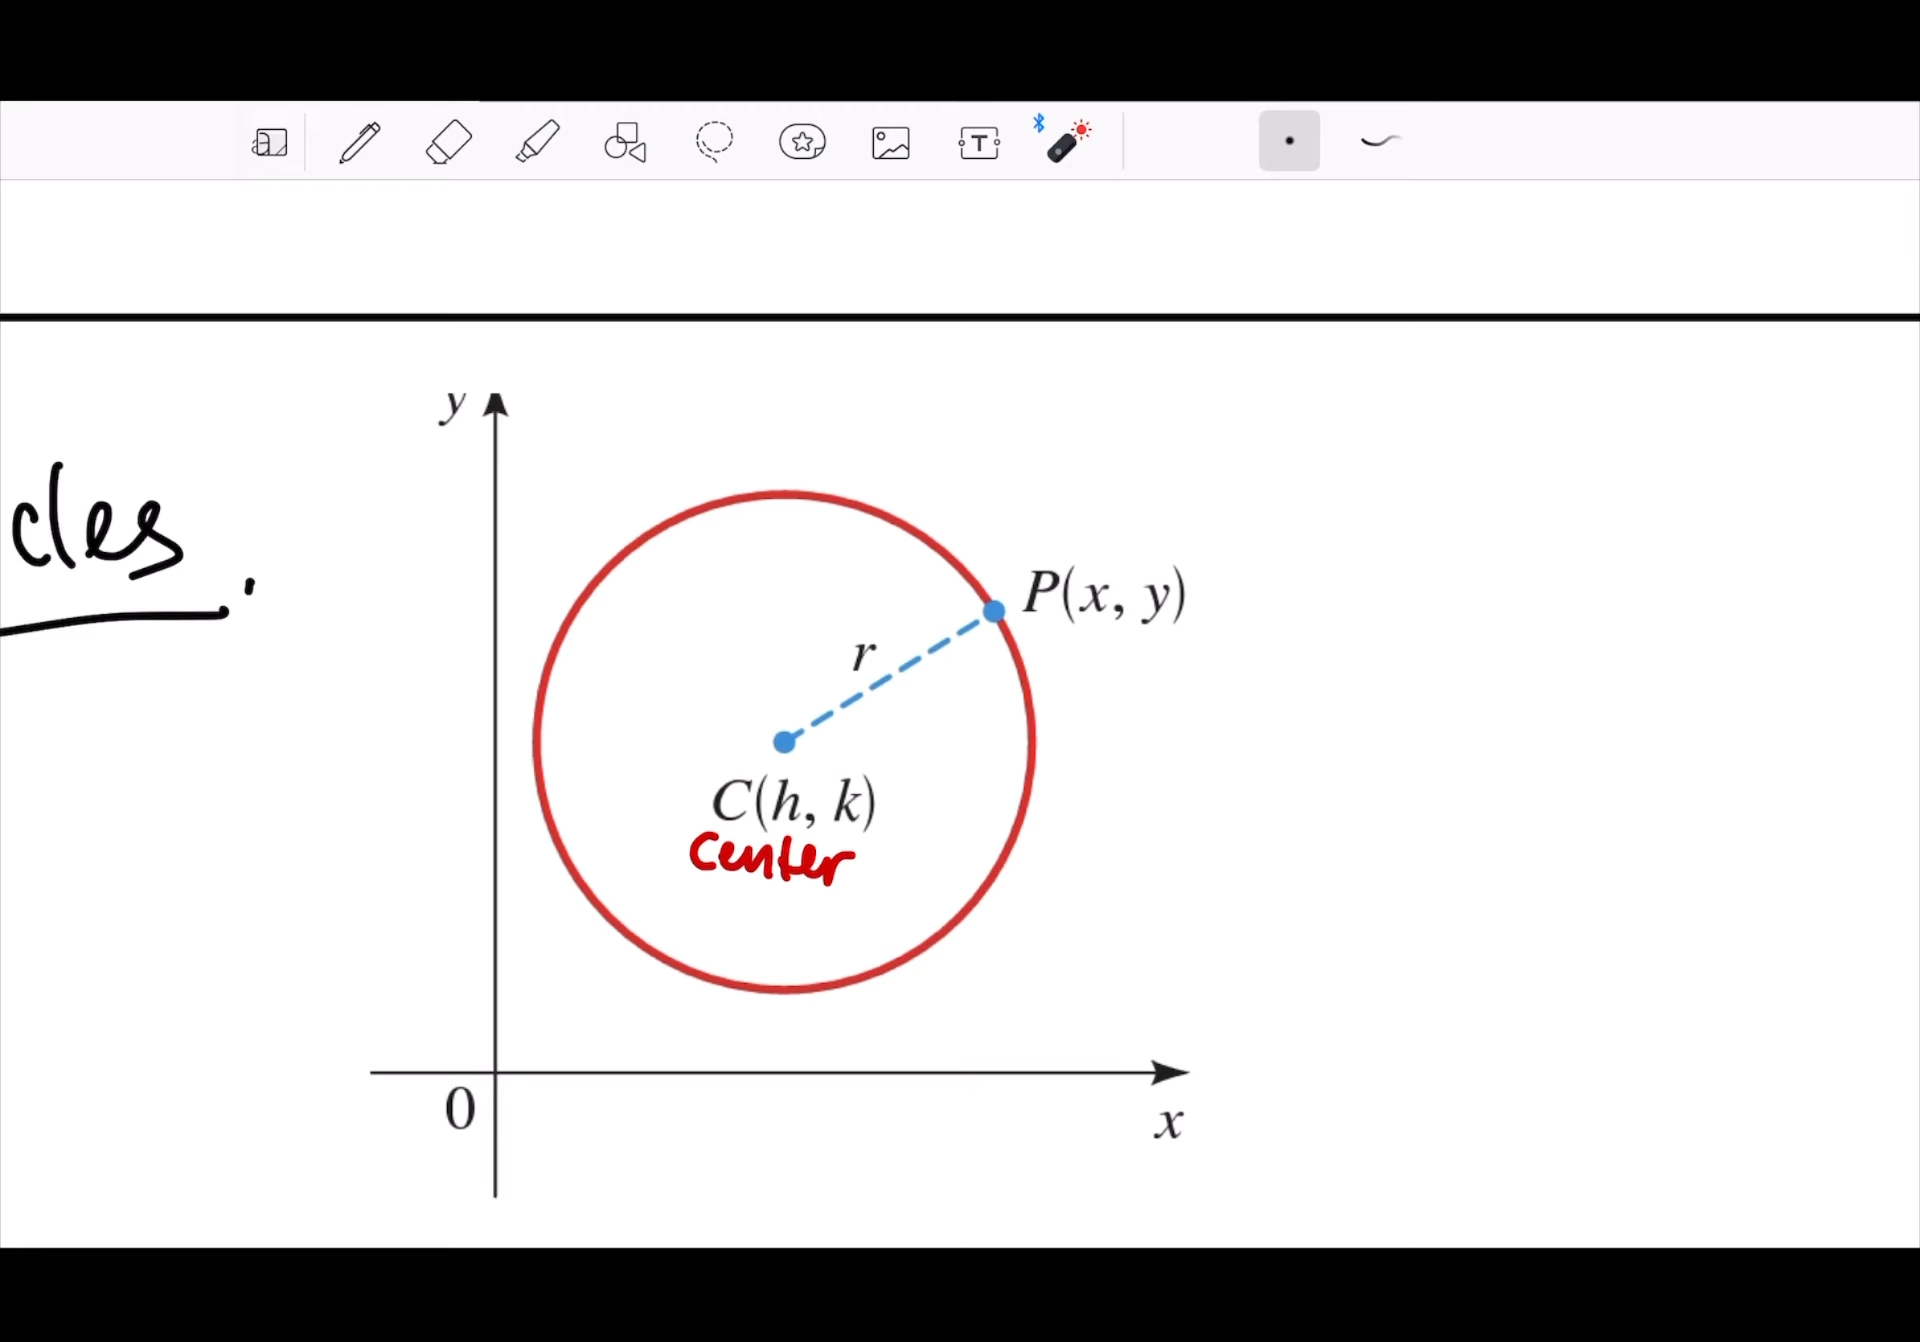 y
cles.
P(x, y)
r
C(h, k)
center
0
x